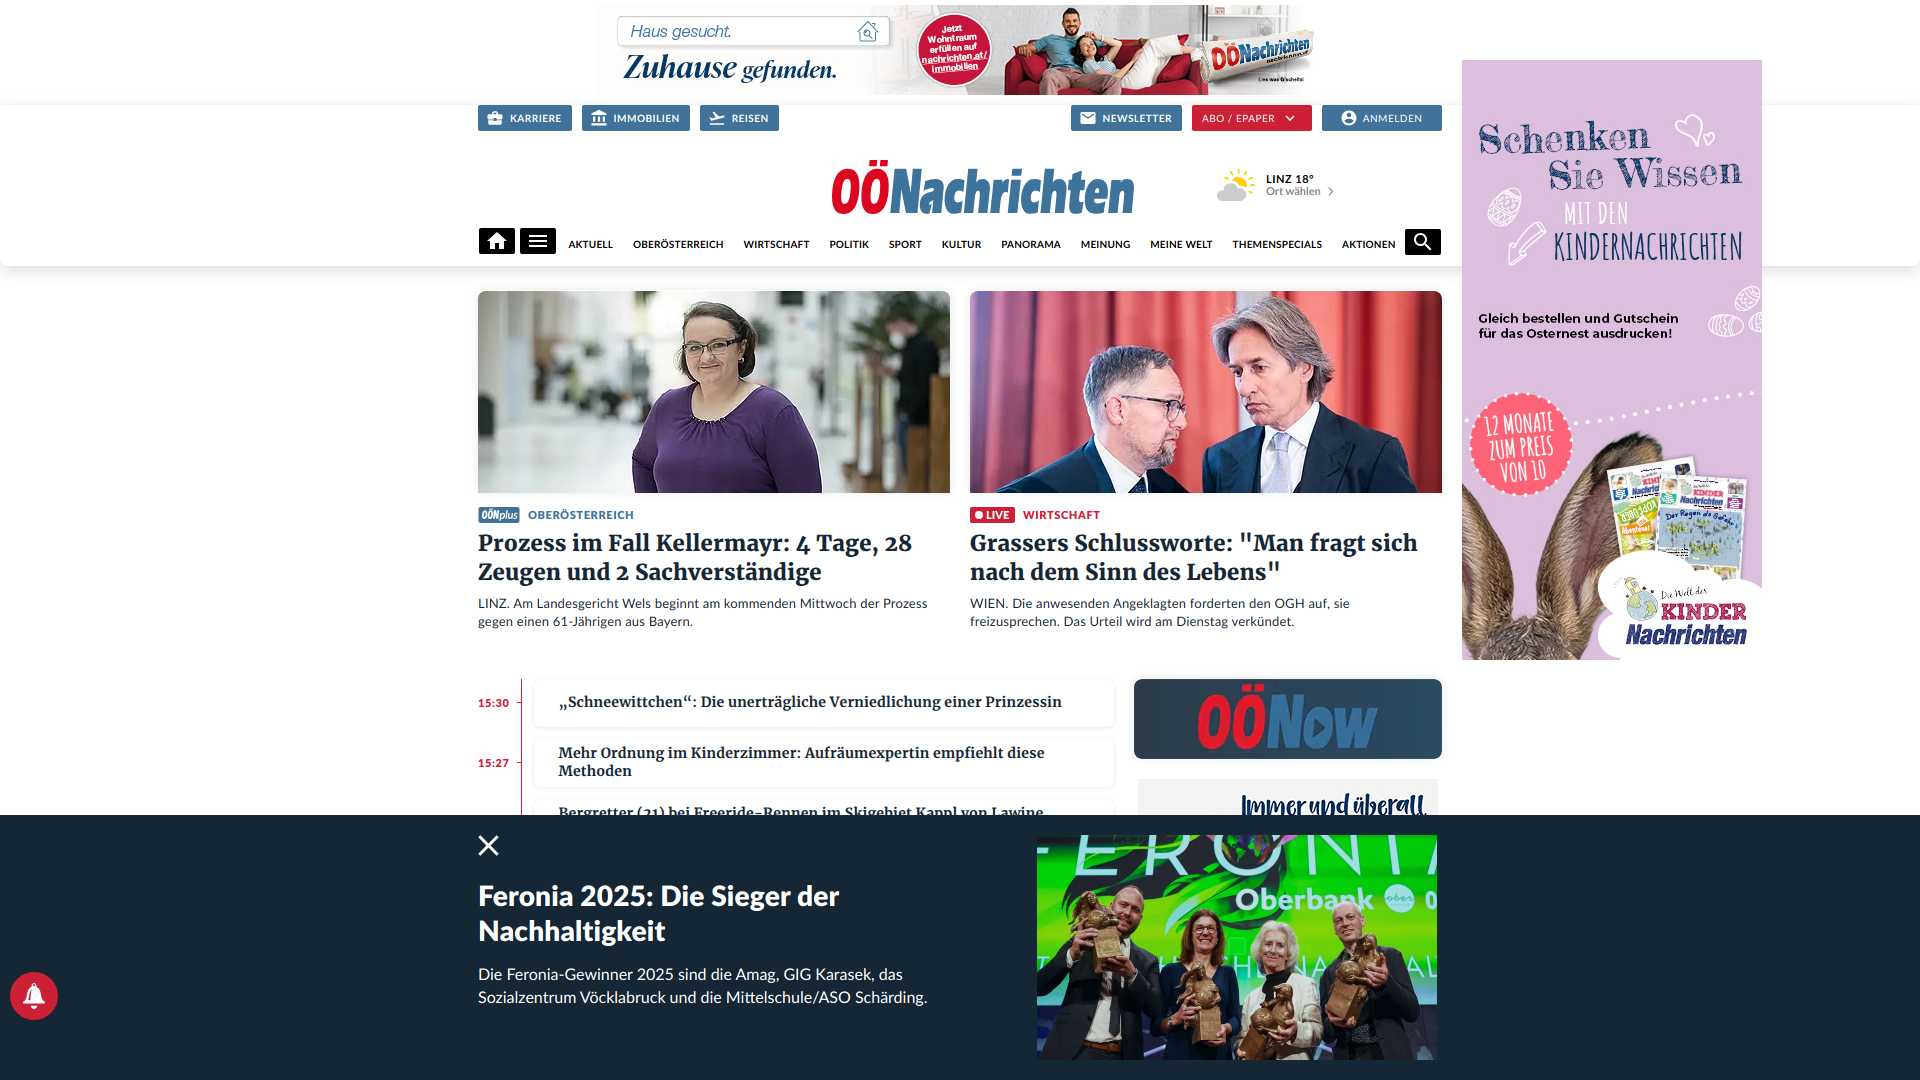 Haus gesucht.
Zuhause gefunden.
Jetzt
Wohntraum
erfüllen auf
nachrichten.at/
immobilien
OÖNachrichten
Lies was G'scheits!
KARRIERE
IMMOBILIEN
REISEN
NEWSLETTER
ABO / EPAPER
ANMELDEN
OÖNachrichten
LINZ 18°
Ort wählen
AKTUELL
OBERÖSTERREICH
WIRTSCHAFT
POLITIK
SPORT
KULTUR
PANORAMA
MEINUNG
MEINE WELT
THEMENSPECIALS
AKTIONEN
OÖNplus OBERÖSTERREICH
Prozess im Fall Kellermayr: 4 Tage, 28
Zeugen und 2 Sachverständige
LINZ. Am Landesgericht Wels beginnt am kommenden Mittwoch der Prozess
gegen einen 61-Jährigen aus Bayern.
LIVE WIRTSCHAFT
Grassers Schlussworte: "Man fragt sich
nach dem Sinn des Lebens"
WIEN. Die anwesenden Angeklagten forderten den OGH auf, sie
freizusprechen. Das Urteil wird am Dienstag verkündet.
15:30
„Schneewittchen“: Die unerträgliche Verniedlichung einer Prinzessin
15:27
Mehr Ordnung im Kinderzimmer: Aufräumexpertin empfiehlt diese
Methoden
Bergretter (21) bei Freeride-Rennen im Skigebiet Kappl von Lawine
OÖNow
Immer und überall
Schenken
Sie Wissen
MIT DEN
KINDERNACHRICHTEN
Gleich bestellen und Gutschein
für das Osternest ausdrucken!
12 MONATE
ZUM PREIS
VON 10
Die Welt der
KINDER
Nachrichten
Feronia 2025: Die Sieger der
Nachhaltigkeit
Die Feronia-Gewinner 2025 sind die Amag, GIG Karasek, das
Sozialzentrum Vöcklabruck und die Mittelschule/ASO Schärding.
FERONIA
Oberbank